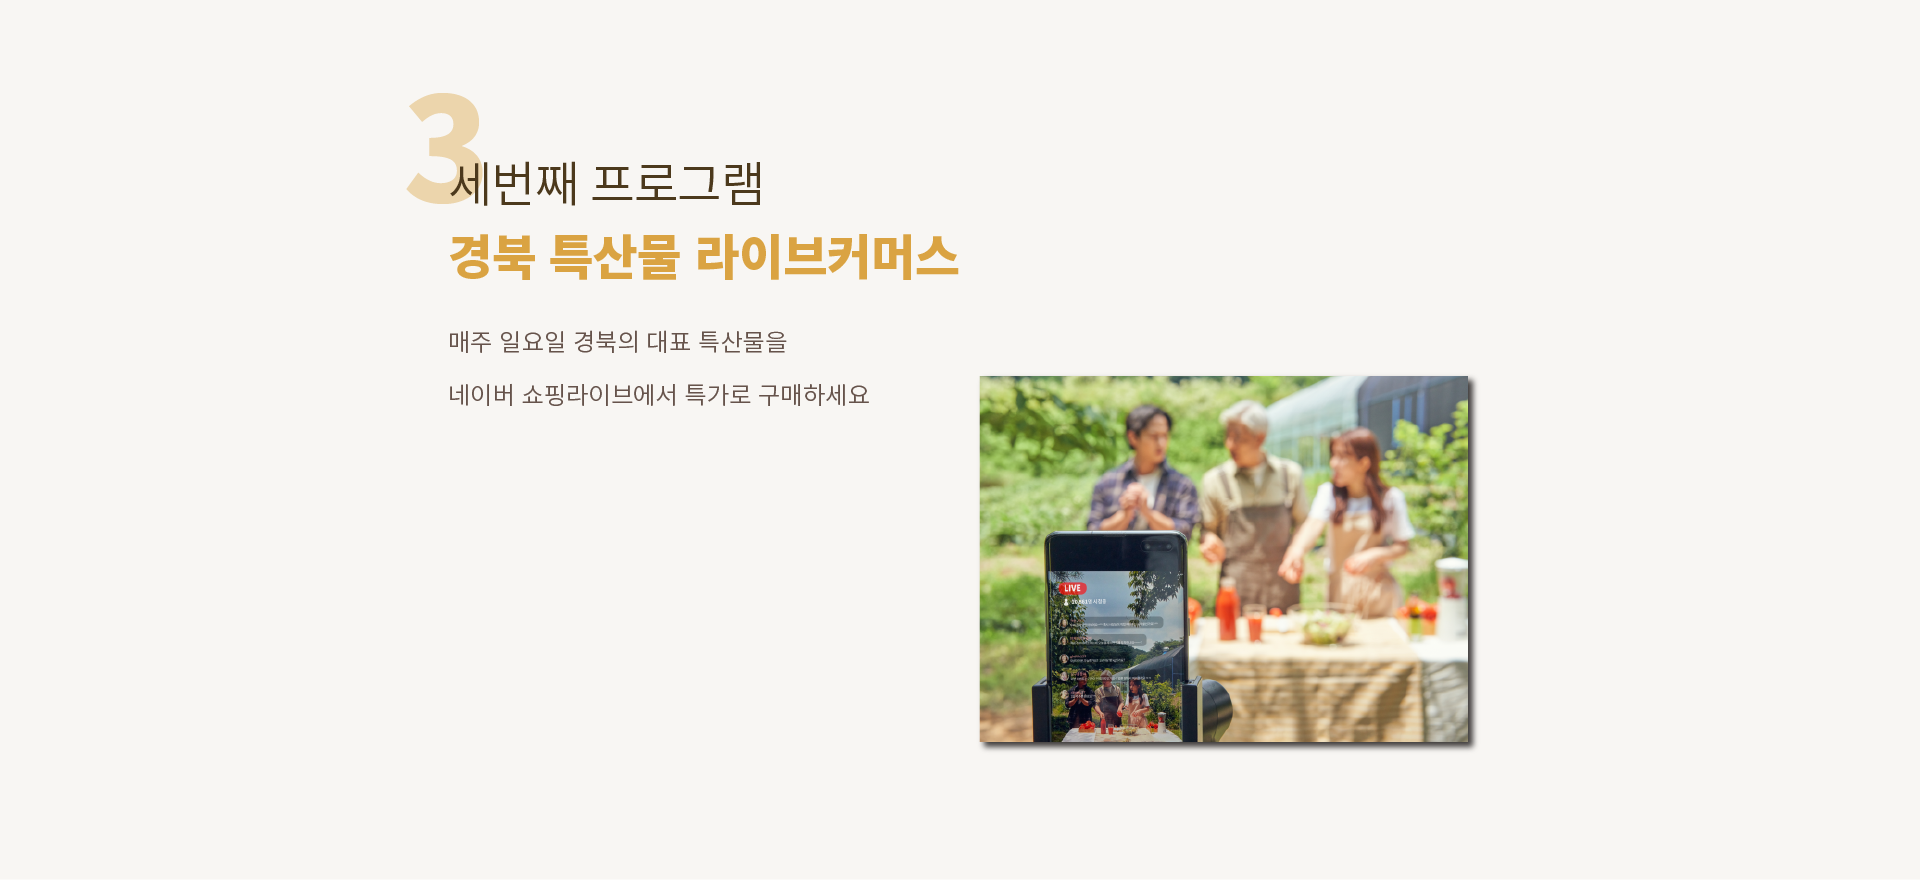 3
세번째 프로그램
경북 특산물 라이브커머스
매주 일요일 경북의 대표 특산물을
네이버 쇼핑라이브에서 특가로 구매하세요
LIVE